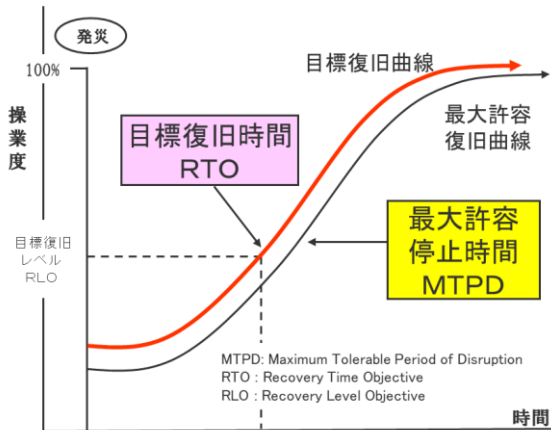 発災
100%
操業度
目標復旧曲線
最大許容
復旧曲線
目標復旧時間
RTO
目標復旧
レベル
RLO
最大許容
停止時間
MTPD
MTPD: Maximum Tolerable Period of Disruption
RTO : Recovery Time Objective
RLO : Recovery Level Objective
時間